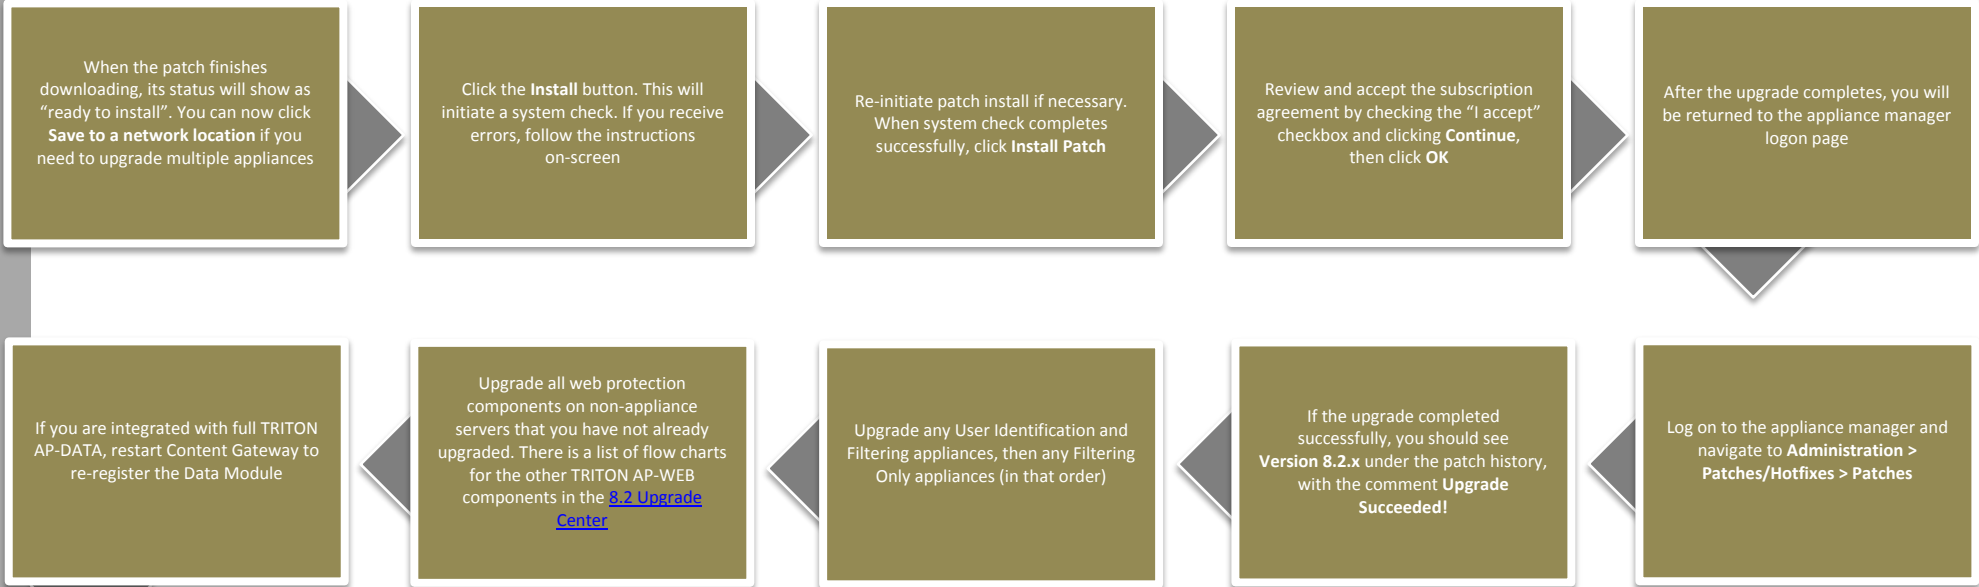 When the patch finishes
downloading, its status will show as
“ready to install”. You can now click
Save to a network location if you
need to upgrade multiple appliances
Click the Install button. This will
initiate a system check. If you receive
errors, follow the instructions
on-screen
Re-initiate patch install if necessary.
When system check completes
successfully, click Install Patch
Review and accept the subscription
agreement by checking the “I accept”
checkbox and clicking Continue,
then click OK
After the upgrade completes, you will
be returned to the appliance manager
logon page
Log on to the appliance manager and
navigate to Administration >
Patches/Hotfixes > Patches
If the upgrade completed
successfully, you should see
Version 8.2.x under the patch history,
with the comment Upgrade
Succeeded!
Upgrade any User Identification and
Filtering appliances, then any Filtering
Only appliances (in that order)
Upgrade all web protection
components on non-appliance
servers that you have not already
upgraded. There is a list of flow charts
for the other TRITON AP-WEB
components in the 8.2 Upgrade
Center
If you are integrated with full TRITON
AP-DATA, restart Content Gateway to
re-register the Data Module